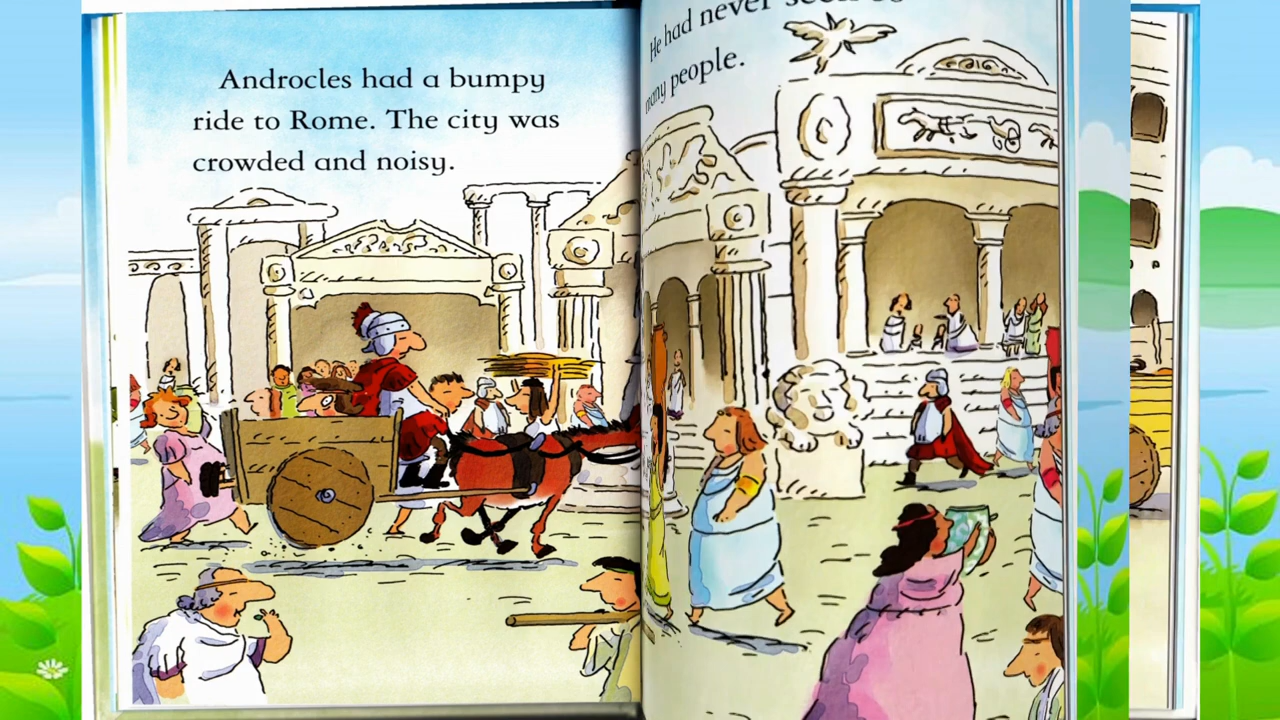 Androcles had a bumpy
ride to Rome. The city was
crowded and noisy.
He had never
many people.